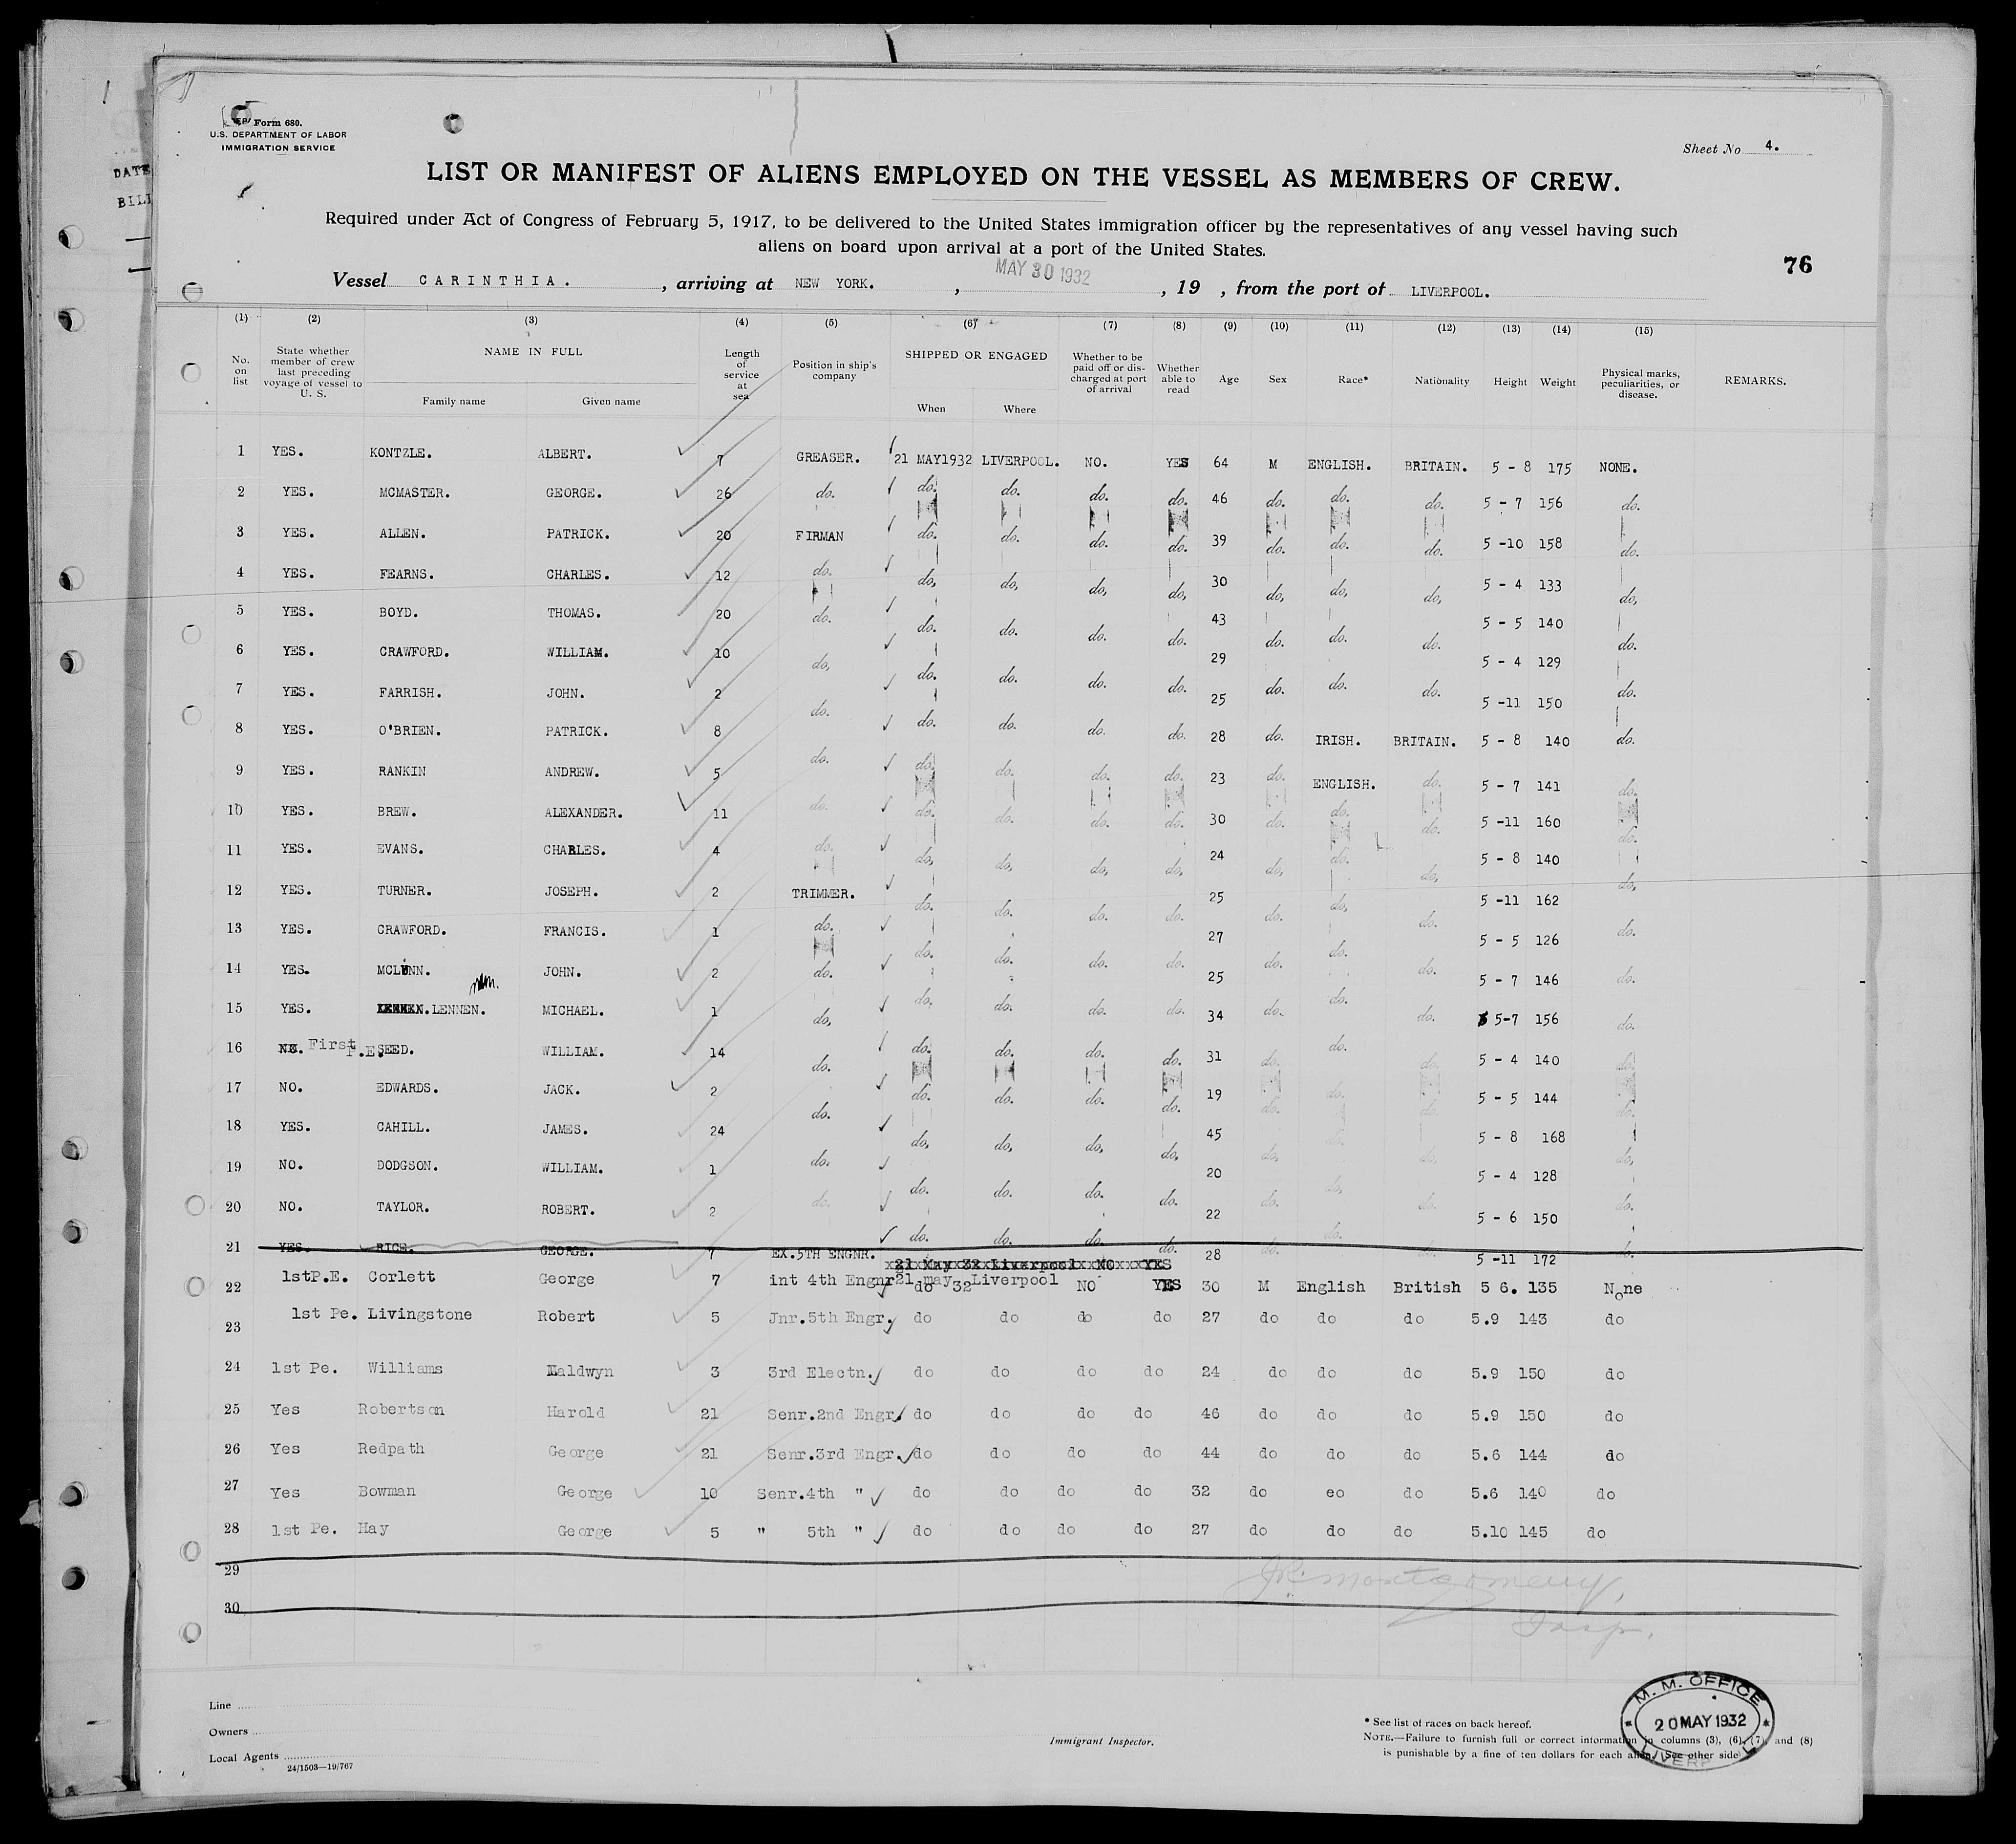 DATE
BILL
Form 680.
U.S. DEPARTMENT OF LABOR
IMMIGRATION SERVICE
Sheet No 4.
LIST OR MANIFEST OF ALIENS EMPLOYED ON THE VESSEL AS MEMBERS OF CREW.
Required under Act of Congress of February 5, 1917, to be delivered to the United States immigration officer by the representatives of any vessel having such
aliens on board upon arrival at a port of the United States.
76
Vessel CARINTHIA. , arriving at NEW YORK. , MAY 30 1932 , 19 , from the port of LIVERPOOL.
(1) (2) (3) (4) (5) (6) (7) (8) (9) (10) (11) (12) (13) (14) (15)
No. on list State whether member of crew last preceding voyage of vessel to U. S. NAME IN FULL Family name Given name Length of service at sea Position in ship's company SHIPPED OR ENGAGED When Where Whether to be paid off or discharged at port of arrival Whether able to read Age Sex Race* Nationality Height Weight Physical marks, peculiarities, or disease. REMARKS.
1 YES. KONTZLE. ALBERT. 7 GREASER. 21 MAY1932 LIVERPOOL. NO. YES 64 M ENGLISH. BRITAIN. 5 - 8 175 NONE.
2 YES. MCMASTER. GEORGE. 26 do. do. do. do. do. 46 do. do. do. 5 - 7 156 do.
3 YES. ALLEN. PATRICK. 20 FIRMAN do. do. do. do. 39 do. do. do. 5 -10 158 do.
4 YES. FEARNS. CHARLES. 12 do. do, do, do, do, 30 do, do, do, 5 - 4 133 do,
5 YES. BOYD. THOMAS. 20 do. do. do. do. do. 43 do. do. do. 5 - 5 140 do.
6 YES. CRAWFORD. WILLIAM. 10 do, do. do. do. do. 29 do. do. do. 5 - 4 129 do.
7 YES. FARRISH. JOHN. 2 do. do. do. do. do. 25 do. 5 -11 150 do.
8 YES. O'BRIEN. PATRICK. 8 do. do. do. do. do. 28 do. IRISH. BRITAIN. 5 - 8 140
9 YES. RANKIN ANDREW. 5 do. do. do. do. do. 23 do. ENGLISH. do. 5 - 7 141 do.
10 YES. BREW. ALEXANDER. 11 do. do. do. do. do. 30 do. do. do. 5 -11 160 do.
11 YES. EVANS. CHARLES. 4 do. do, do, do, do, 24 do, do. do, 5 - 8 140 do,
12 YES. TURNER. JOSEPH. 2 TRIMMER. do. do. do. do. 25 do. do, do. 5 -11 162 do.
13 YES. CRAWFORD. FRANCIS. 1 do. do. do. do. do. 27 do. do. do. 5 - 5 126 do.
14 YES. MCLUNN. JOHN. 2 do. do. do. do. do. 25 do. do. do. 5 - 7 146 do.
15 YES. LENNEN. MICHAEL. 1 do, 34 5-7 156
16 NO. First P.E. SEED. WILLIAM. 14 do. do. do. do. do. 31 do. do. do. 5 - 4 140 do.
17 NO. EDWARDS. JACK. 2 do. do. do. do. do. 19 do. do. do. 5 - 5 144 do.
18 YES. CAHILL. JAMES. 24 do. do, do, do, do, 45 do, do, 5 - 8 168 do,
19 NO. DODGSON. WILLIAM. 1 do. do. do. do. do. 20 do. do, do. 5 - 4 128 do.
20 NO. TAYLOR. ROBERT. 2 do. do. do. do. do. 22 do. do. do. 5 - 6 150 do.
21 YES. RICE. GEORGE. 7 EX.5TH ENGNR. 28 5 -11 172
xx21xxMayxx32xxLiverpoolxxNOxxxxYES
22 1stP.E. Corlett George 7 int 4th Engnr 21 may 32 Liverpool NO YES 30 M English British 5 6. 135 None
23 1st Pe. Livingstone Robert 5 Jnr.5th Engr. do do do do 27 do do do 5.9 143 do
24 1st Pe. Williams Maldwyn 3 3rd Electn. do do do do 24 do do do 5.9 150 do
25 Yes Robertson Harold 21 Senr.2nd Engr. do do do do 46 do do do 5.9 150 do
26 Yes Redpath George 21 Senr.3rd Engr. do do do do 44 do do do 5.6 144 do
27 Yes Bowman George 10 Senr.4th " do do do do 32 do eo do 5.6 140 do
28 1st Pe. Hay George 5 " 5th " do do do do 27 do do do 5.10 145 do
29
30
J.R. Montgomery,
Insp.
Line
Owners
Local Agents
24/1503—19/767
Immigrant Inspector.
* See list of races on back hereof.
NOTE.—Failure to furnish full or correct information in columns (3), (6), (7), and (8)
is punishable by a fine of ten dollars for each alien. See other side
M. M. OFFICE
20 MAY 1932
LIVERPOOL